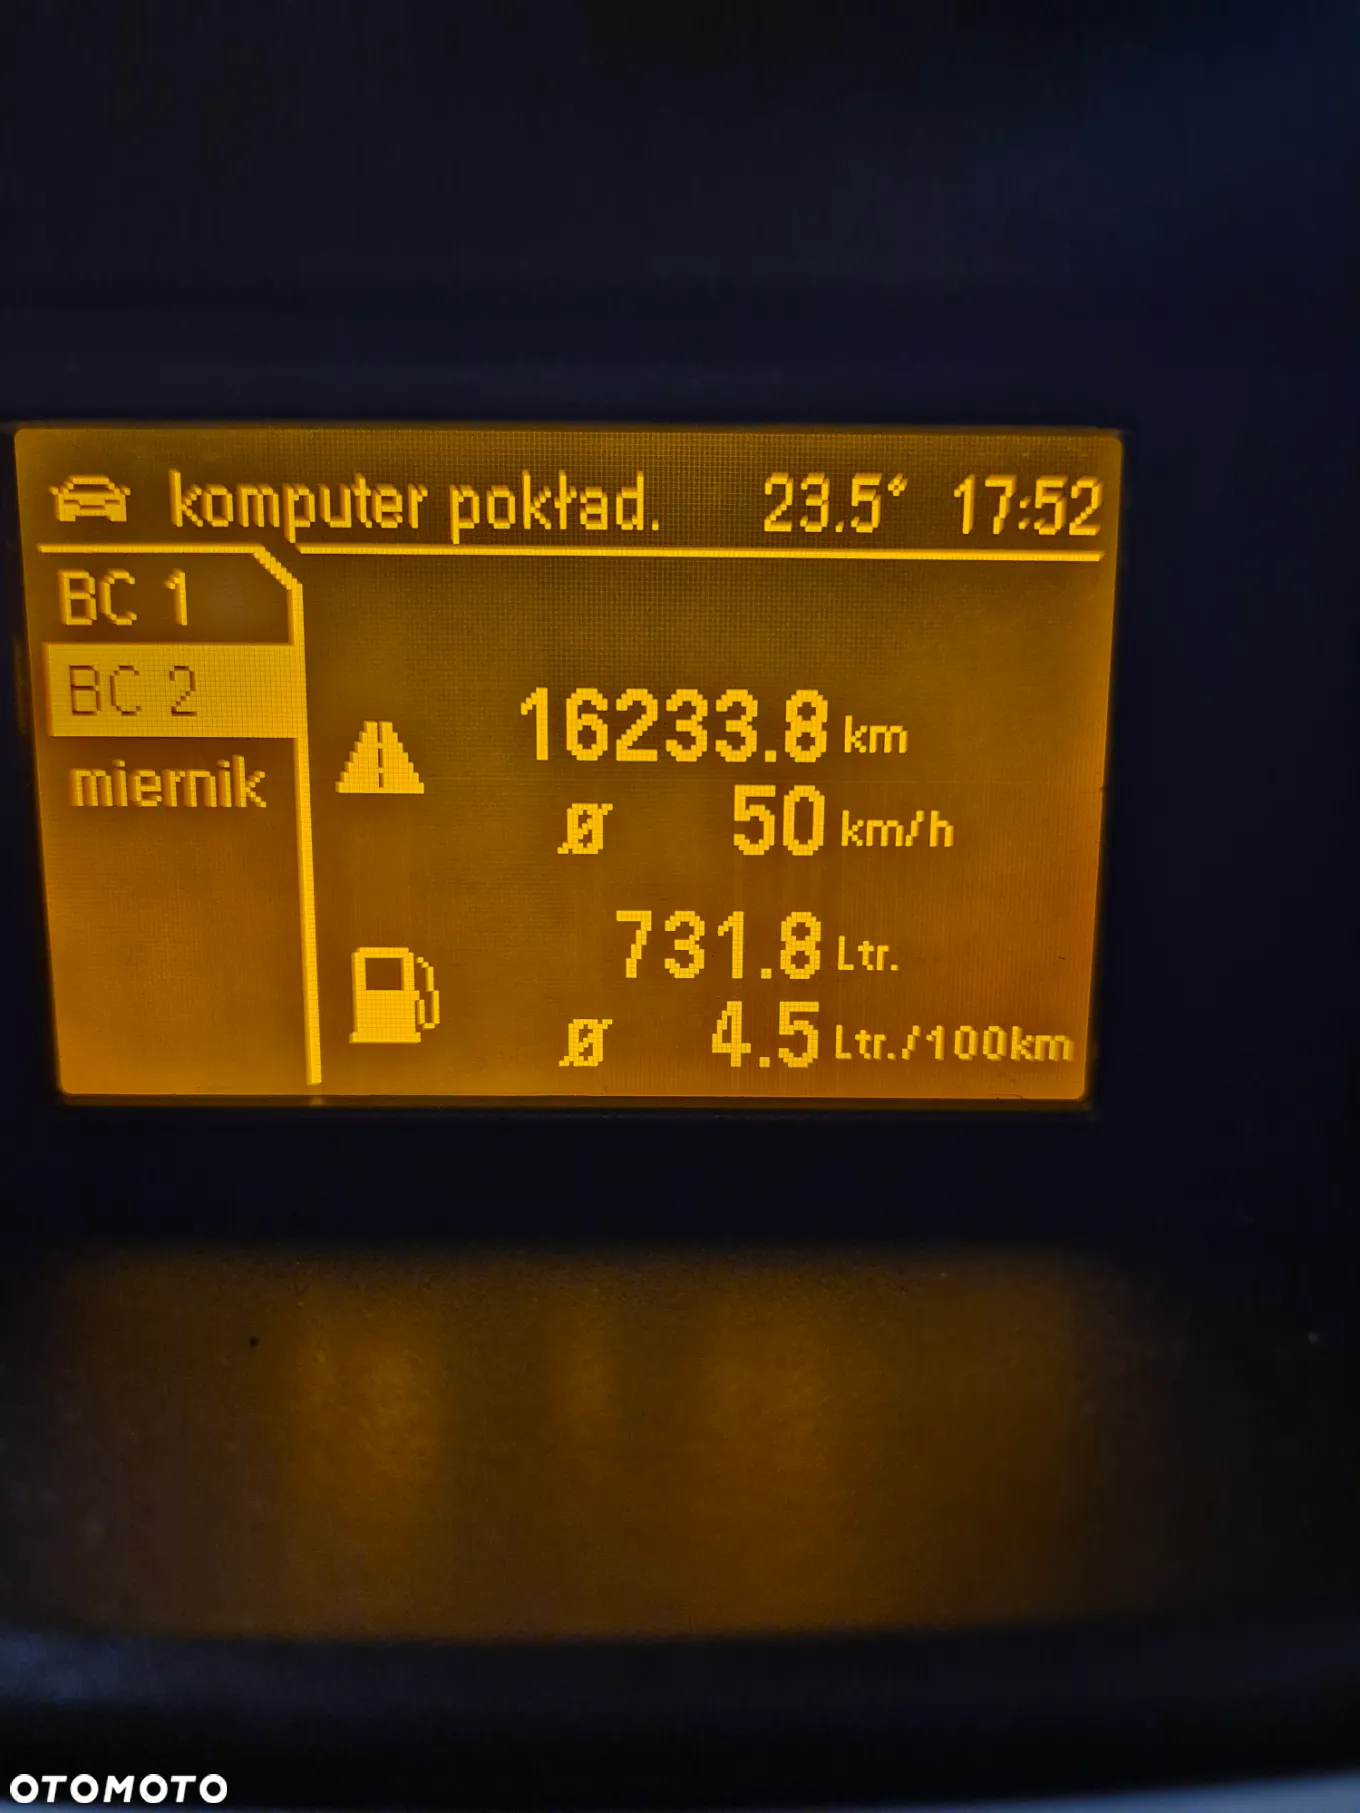 komputer pokład. 23.5° 17:52
BC 1
BC 2
miernik
16233.8 km
Ø 50 km/h
731.8 Ltr.
Ø 4.5 Ltr./100km
OTOMOTO